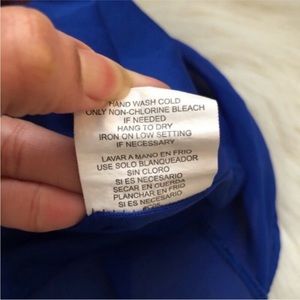 HAND WASH COLD
ONLY NON-CHLORINE BLEACH
IF NEEDED
HANG TO DRY
IRON ON LOW SETTING
IF NECESSARY
LAVAR A MANO EN FRIO
USE SOLO BLANQUEADOR
SIN CLORO
SI ES NECESARIO
SECAR EN CUERDA
PLANCHAR EN FRIO
SI ES NECESARIO